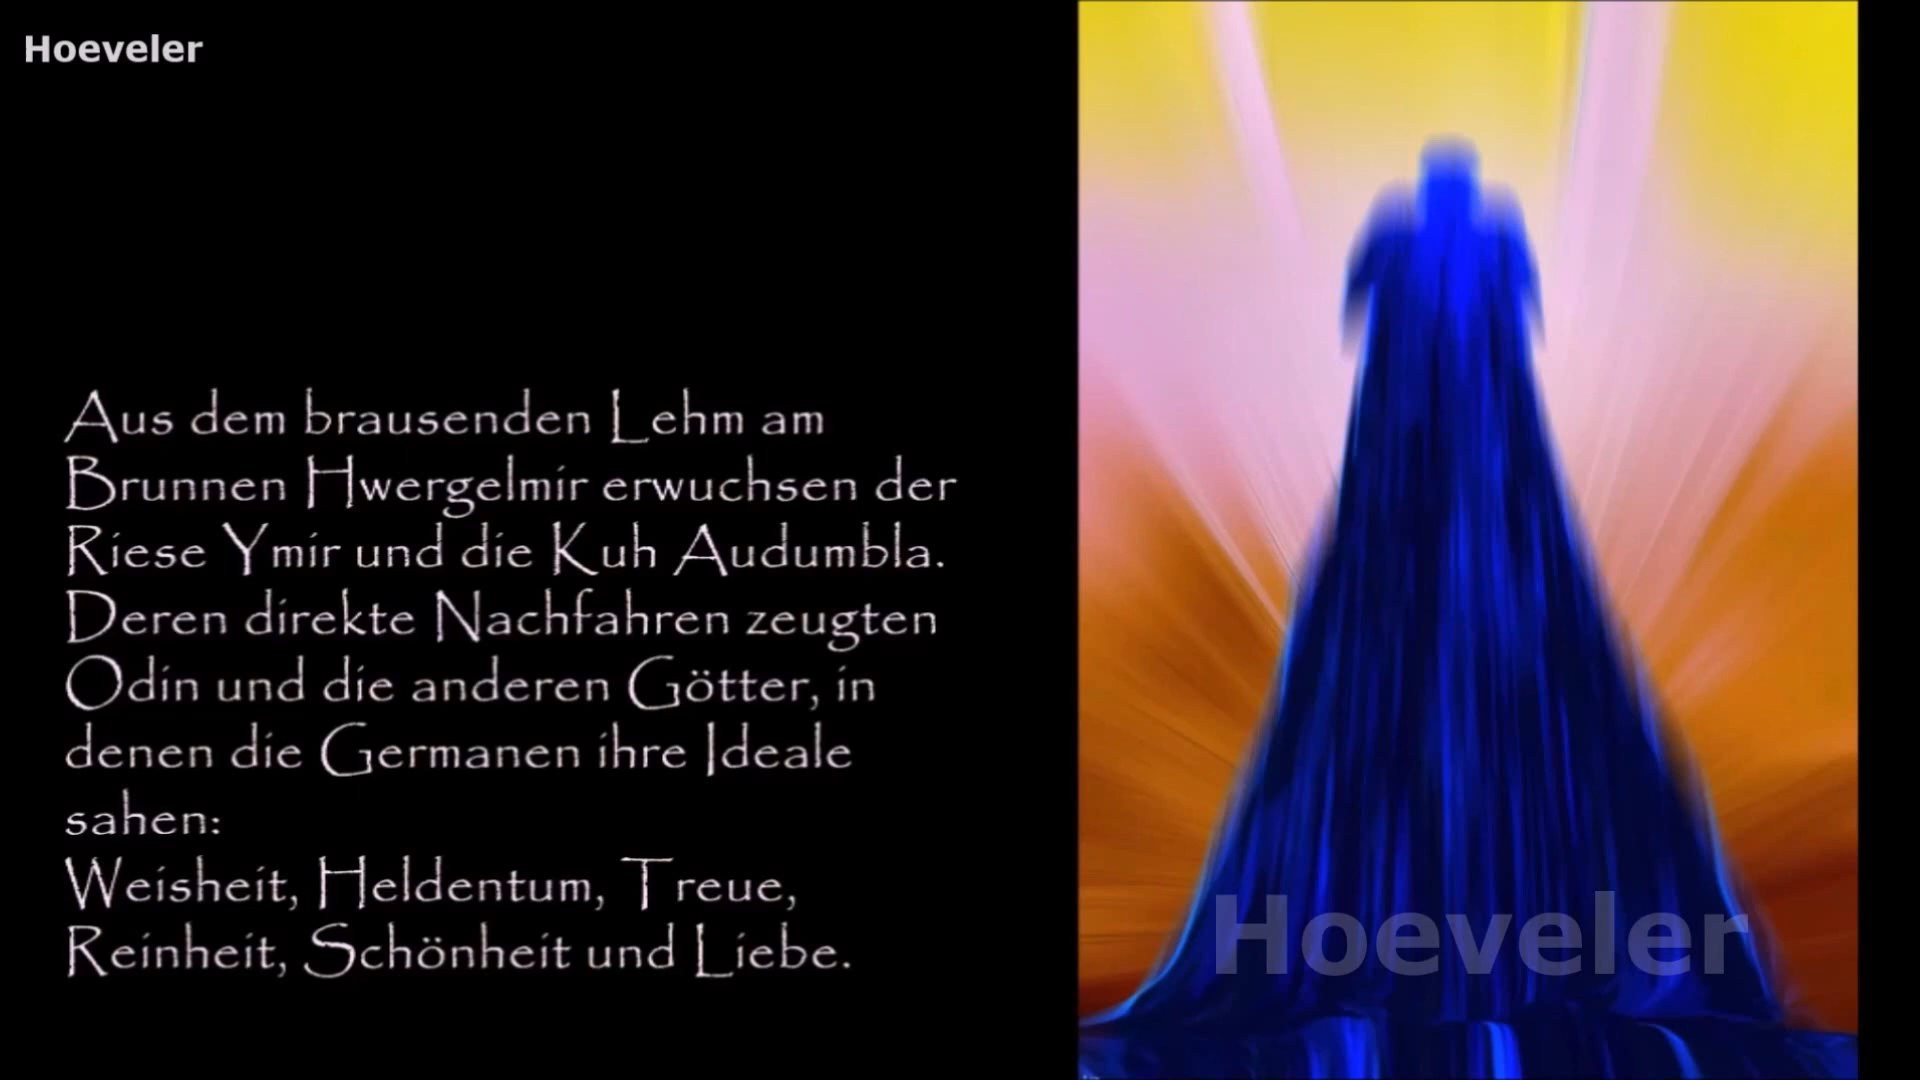 Hoeveler
Aus dem brausenden Lehm am
Brunnen Hwergelmir erwuchsen der
Riese Ymir und die Kuh Audumbla.
Deren direkte Nachfahren zeugten
Odin und die anderen Götter, in
denen die Germanen ihre Ideale
sahen:
Weisheit, Heldentum, Treue,
Reinheit, Schönheit und Liebe.
Hoeveler